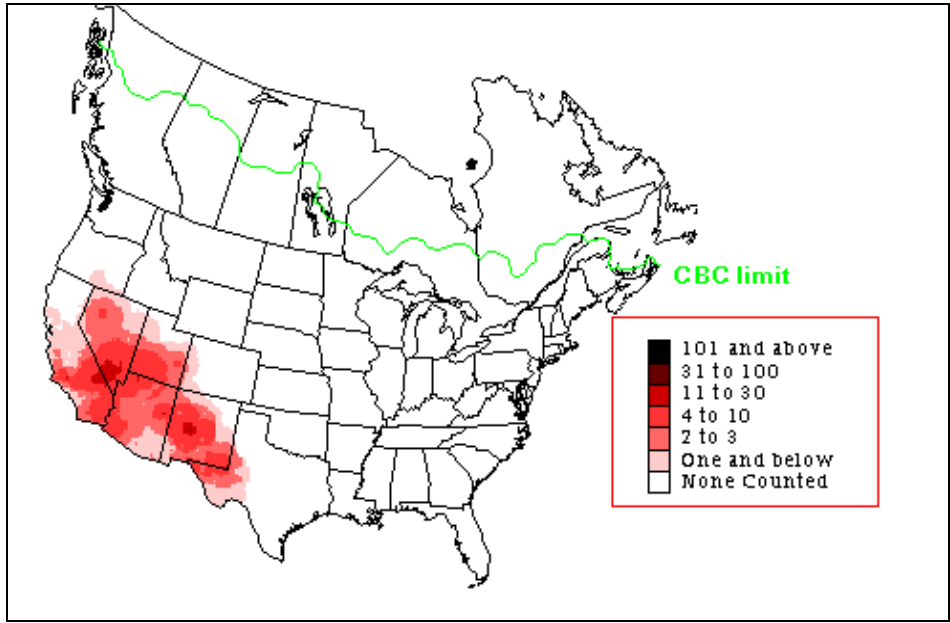 CBC limit
101 and above
31 to 100
11 to 30
4 to 10
2 to 3
One and below
None Counted